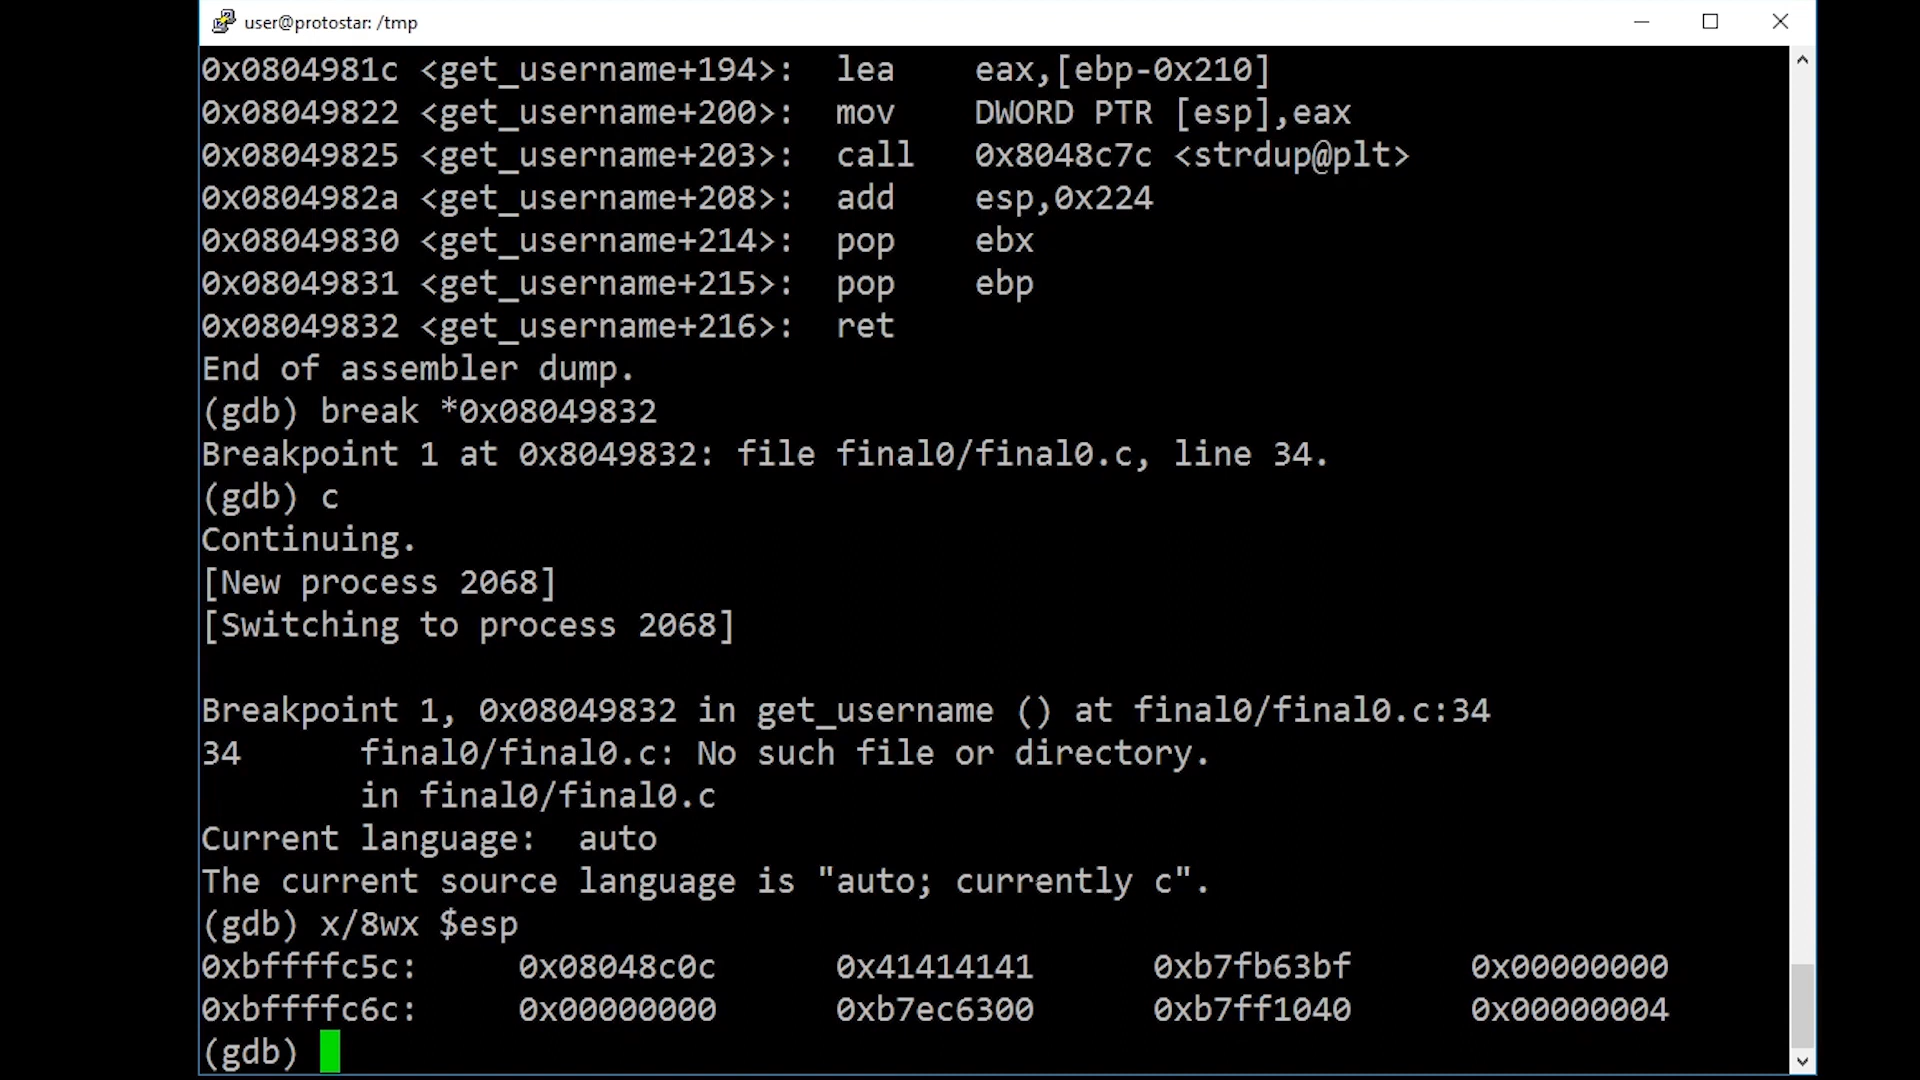 user@protostar: /tmp
0x0804981c <get_username+194>: lea eax,[ebp-0x210]
0x08049822 <get_username+200>: mov DWORD PTR [esp],eax
0x08049825 <get_username+203>: call 0x8048c7c <strdup@plt>
0x0804982a <get_username+208>: add esp,0x224
0x08049830 <get_username+214>: pop ebx
0x08049831 <get_username+215>: pop ebp
0x08049832 <get_username+216>: ret
End of assembler dump.
(gdb) break *0x08049832
Breakpoint 1 at 0x8049832: file final0/final0.c, line 34.
(gdb) c
Continuing.
[New process 2068]
[Switching to process 2068]
Breakpoint 1, 0x08049832 in get_username () at final0/final0.c:34
34 final0/final0.c: No such file or directory.
in final0/final0.c
Current language: auto
The current source language is "auto; currently c".
(gdb) x/8wx $esp
0xbffffc5c: 0x08048c0c 0x41414141 0xb7fb63bf 0x00000000
0xbffffc6c: 0x00000000 0xb7ec6300 0xb7ff1040 0x00000004
(gdb)